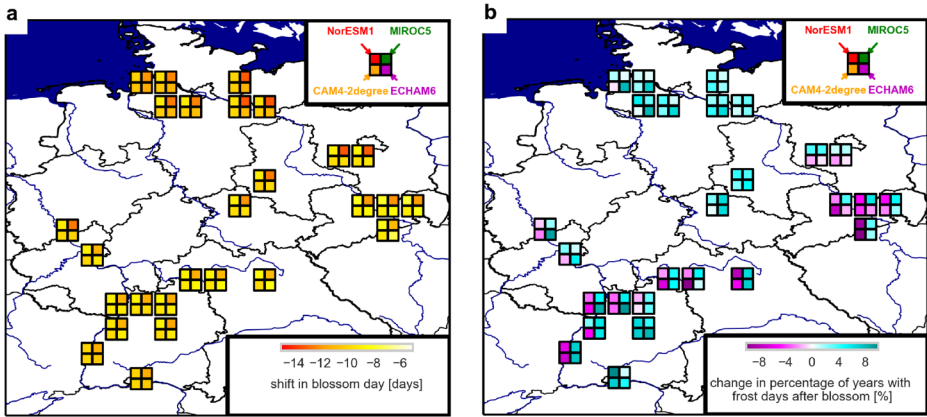 a
NorESM1 MIROC5
CAM4-2degree ECHAM6
−14 −12 −10 −8 −6
shift in blossom day [days]
b
NorESM1 MIROC5
CAM4-2degree ECHAM6
−8 −4 0 4 8
change in percentage of years with
frost days after blossom [%]